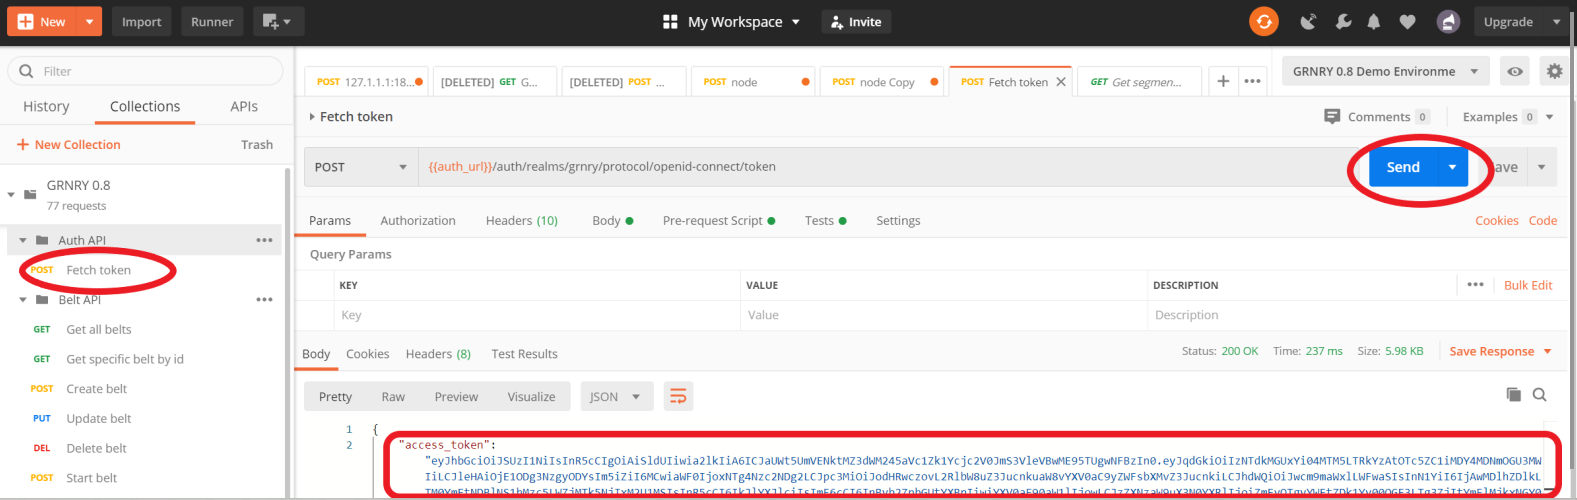 New
Import
Runner
My Workspace
Invite
Upgrade
Filter
History
Collections
APIs
+ New Collection
Trash
GRNRY 0.8
77 requests
Auth API
POST Fetch token
Belt API
GET Get all belts
GET Get specific belt by id
POST Create belt
PUT Update belt
DEL Delete belt
POST Start belt
POST 127.1.1.1:18...
[DELETED] GET G...
[DELETED] POST ...
POST node
POST node Copy
POST Fetch token
GET Get segmen...
GRNRY 0.8 Demo Environme
Fetch token
Comments 0
Examples 0
POST
{{auth_url}}/auth/realms/grnry/protocol/openid-connect/token
Send
ave
Params
Authorization
Headers (10)
Body
Pre-request Script
Tests
Settings
Cookies
Code
Query Params
KEY
VALUE
DESCRIPTION
Bulk Edit
Key
Value
Description
Body
Cookies
Headers (8)
Test Results
Status: 200 OK
Time: 237 ms
Size: 5.98 KB
Save Response
Pretty
Raw
Preview
Visualize
JSON
1 {
2 "access_token":